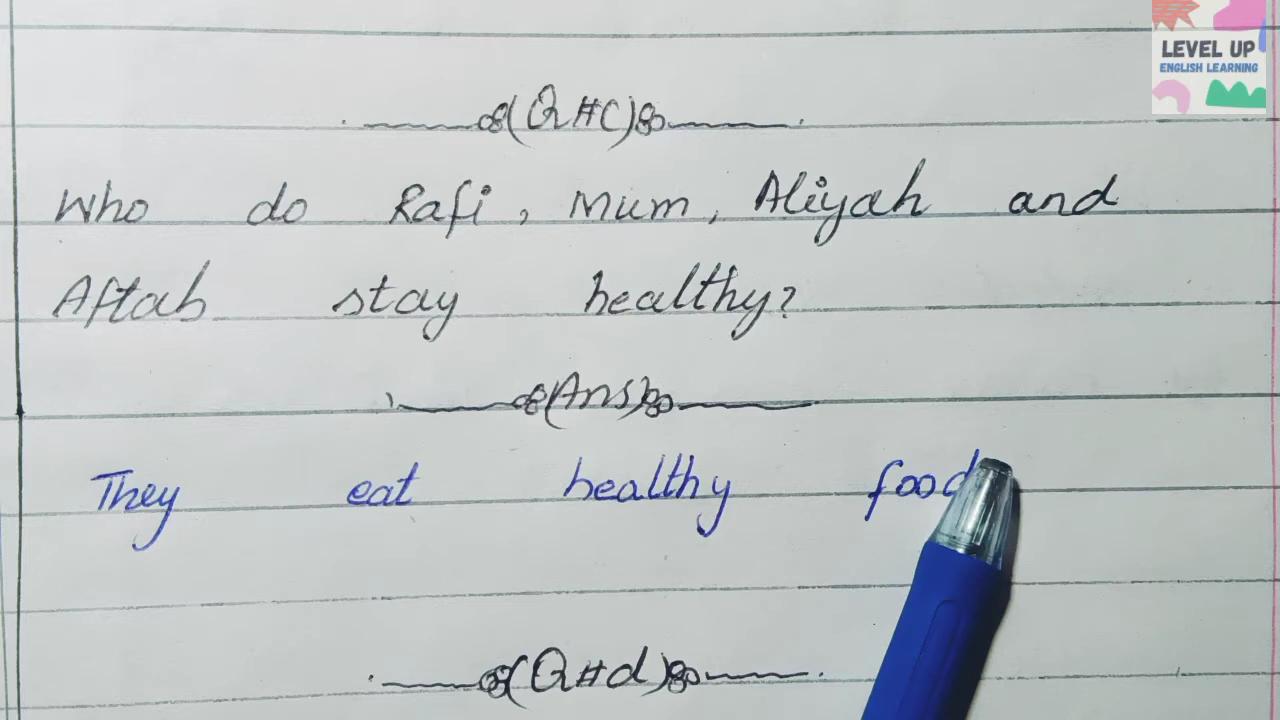 LEVEL UP
ENGLISH LEARNING
(Q#C)
Who do Rafi, Mum, Aliyah and
Aftab stay healthy?
(Ans)
They eat healthy food
(Q#d)